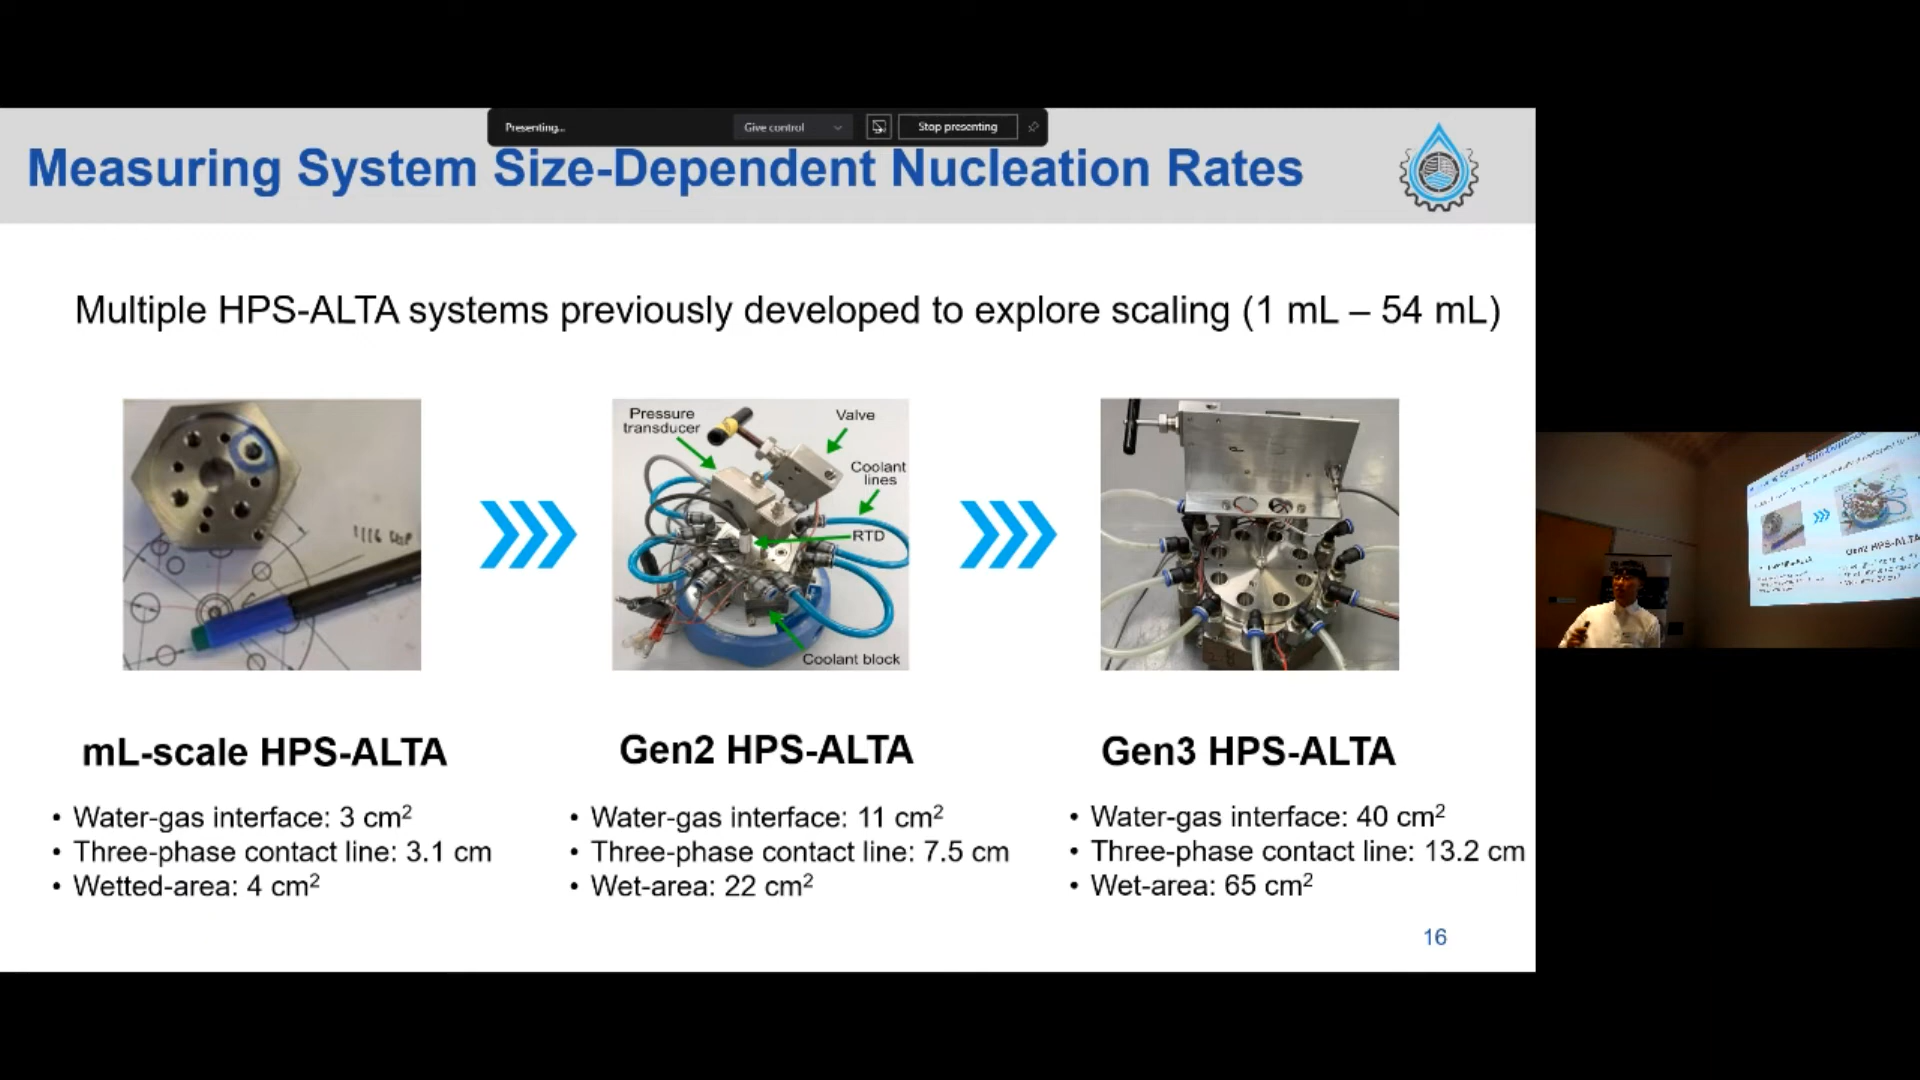 Presenting...
Give control
Stop presenting
Measuring System Size-Dependent Nucleation Rates
Multiple HPS-ALTA systems previously developed to explore scaling (1 mL – 54 mL)
Pressure
transducer
Valve
Coolant
lines
RTD
Coolant block
mL-scale HPS-ALTA
• Water-gas interface: 3 cm²
• Three-phase contact line: 3.1 cm
• Wetted-area: 4 cm²
Gen2 HPS-ALTA
• Water-gas interface: 11 cm²
• Three-phase contact line: 7.5 cm
• Wet-area: 22 cm²
Gen3 HPS-ALTA
• Water-gas interface: 40 cm²
• Three-phase contact line: 13.2 cm
• Wet-area: 65 cm²
16
Gen2 HPS-ALTA